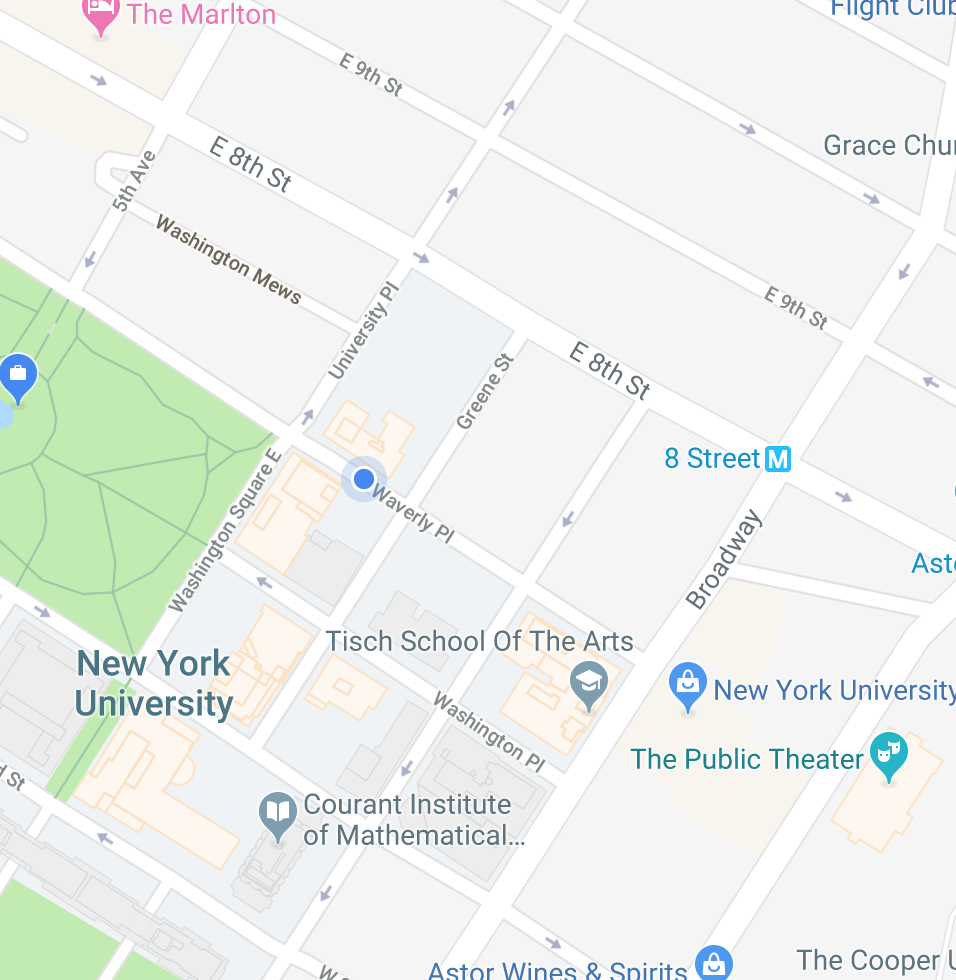 The Marlton
Flight Club
E 9th St
Grace Chur
E 8th St
5th Ave
Washington Mews
University Pl
E 9th St
Greene St
E 8th St
8 Street M
Washington Square E
Waverly Pl
Broadway
Asto
Tisch School Of The Arts
New York
University
New York University
Washington Pl
The Public Theater
d St
Courant Institute
of Mathematical...
The Cooper U
Astor Wines & Spirits
W